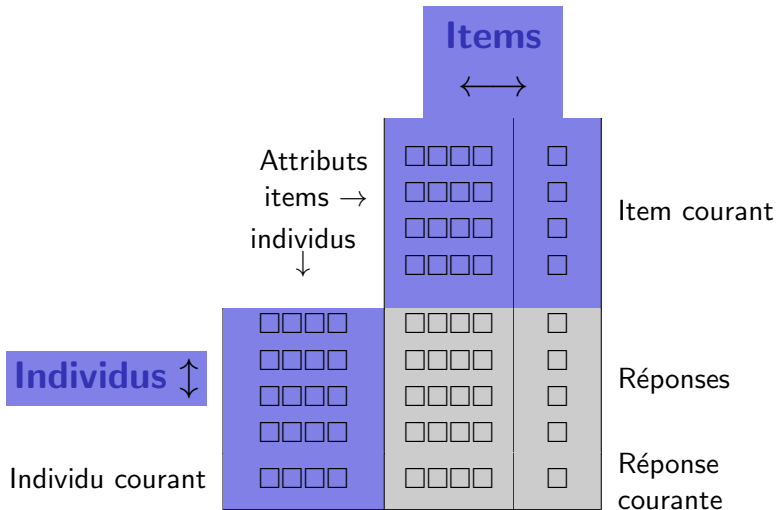 Items
↔
□□□□ □
Attributs
items →
□□□□ □
Item courant
individus
□□□□ □
↓
□□□□ □
□□□□ □□□□ □
□□□□ □□□□ □
Individus ↕
Réponses
□□□□ □□□□ □
□□□□ □□□□ □
Individu courant
□□□□ □□□□ □
Réponse
courante